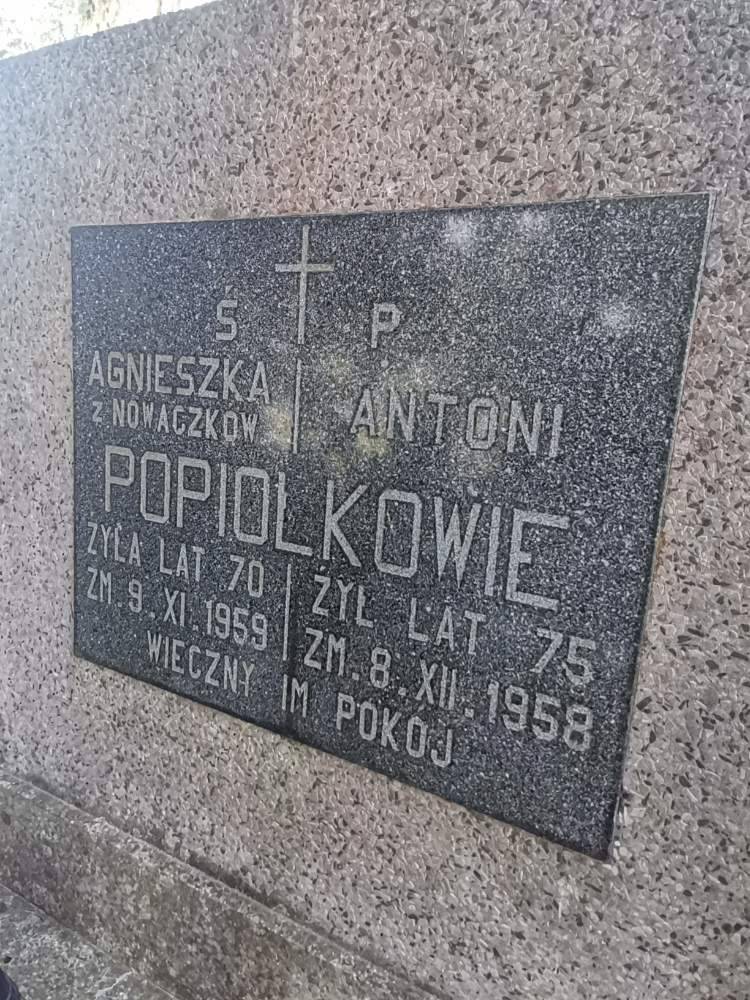 Ś P
AGNIESZKA
Z NOWACZKÓW
ANTONI
POPIOŁKOWIE
ŻYŁA LAT 70
ZM. 9. XI. 1959
ŻYŁ LAT 75
ZM. 8. XII. 1958
WIECZNY IM POKÓJ